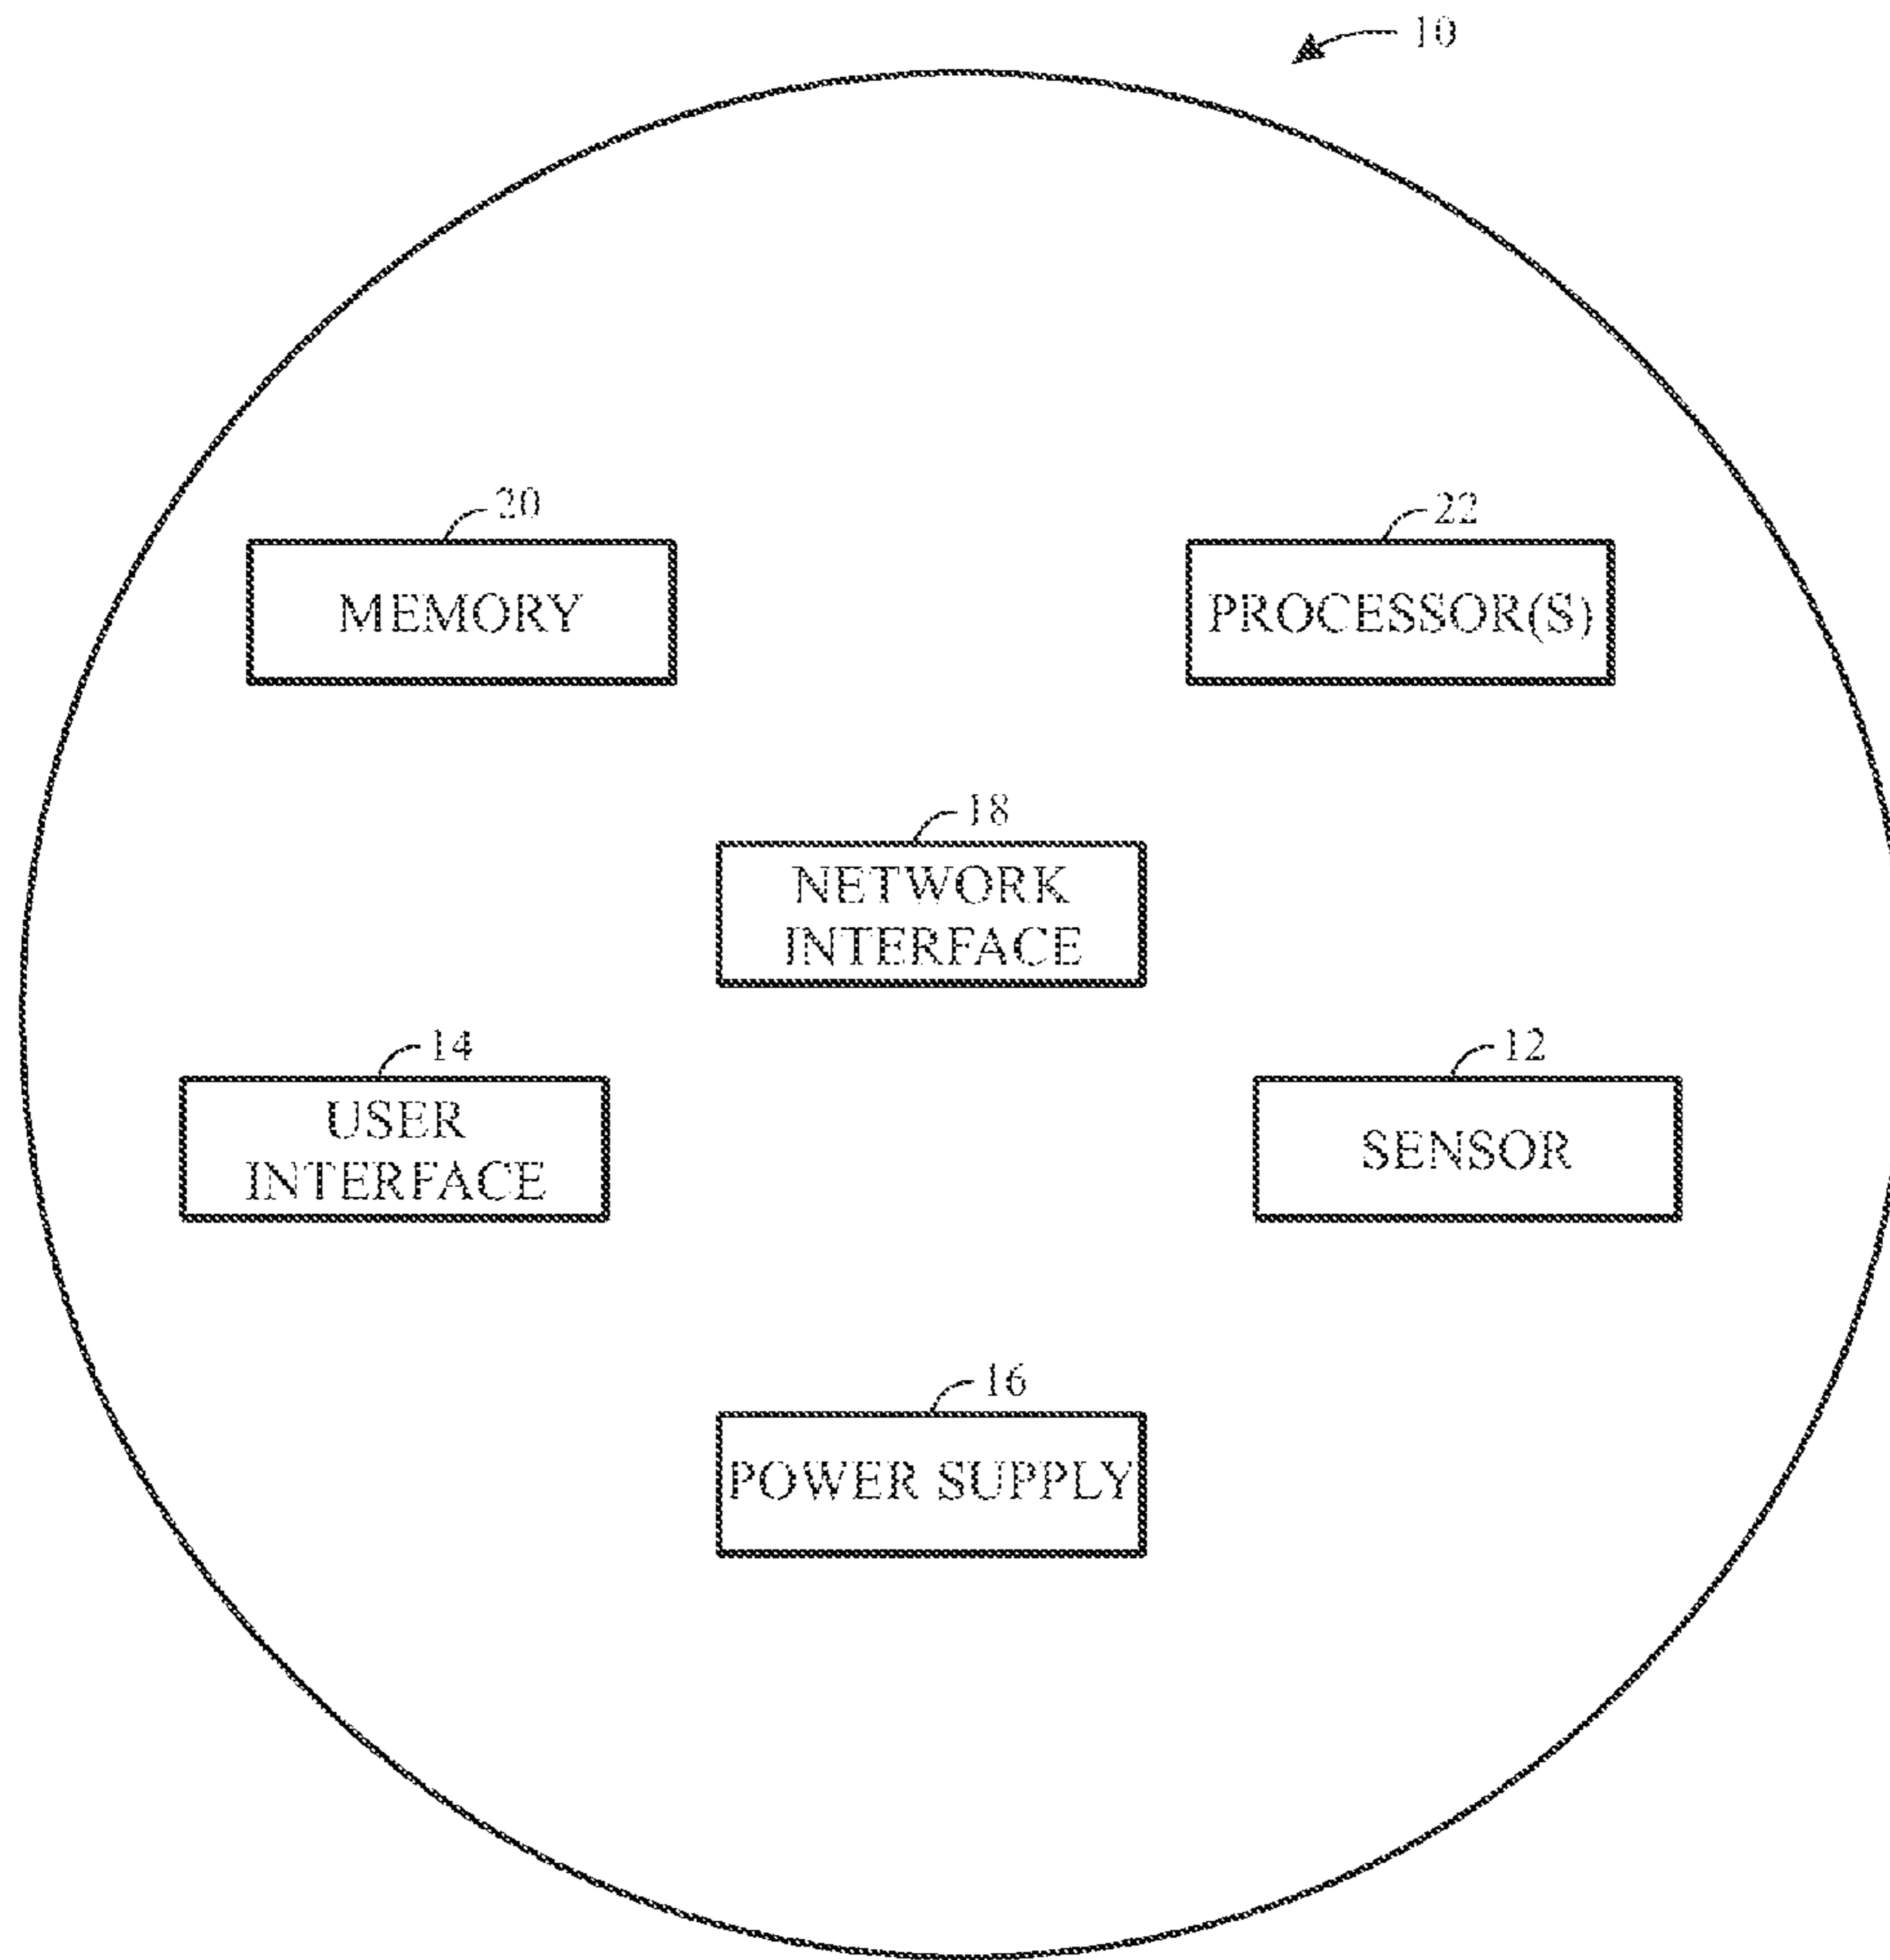 10
20
MEMORY
22
PROCESSOR(S)
18
NETWORK
INTERFACE
14
USER
INTERFACE
12
SENSOR
16
POWER SUPPLY